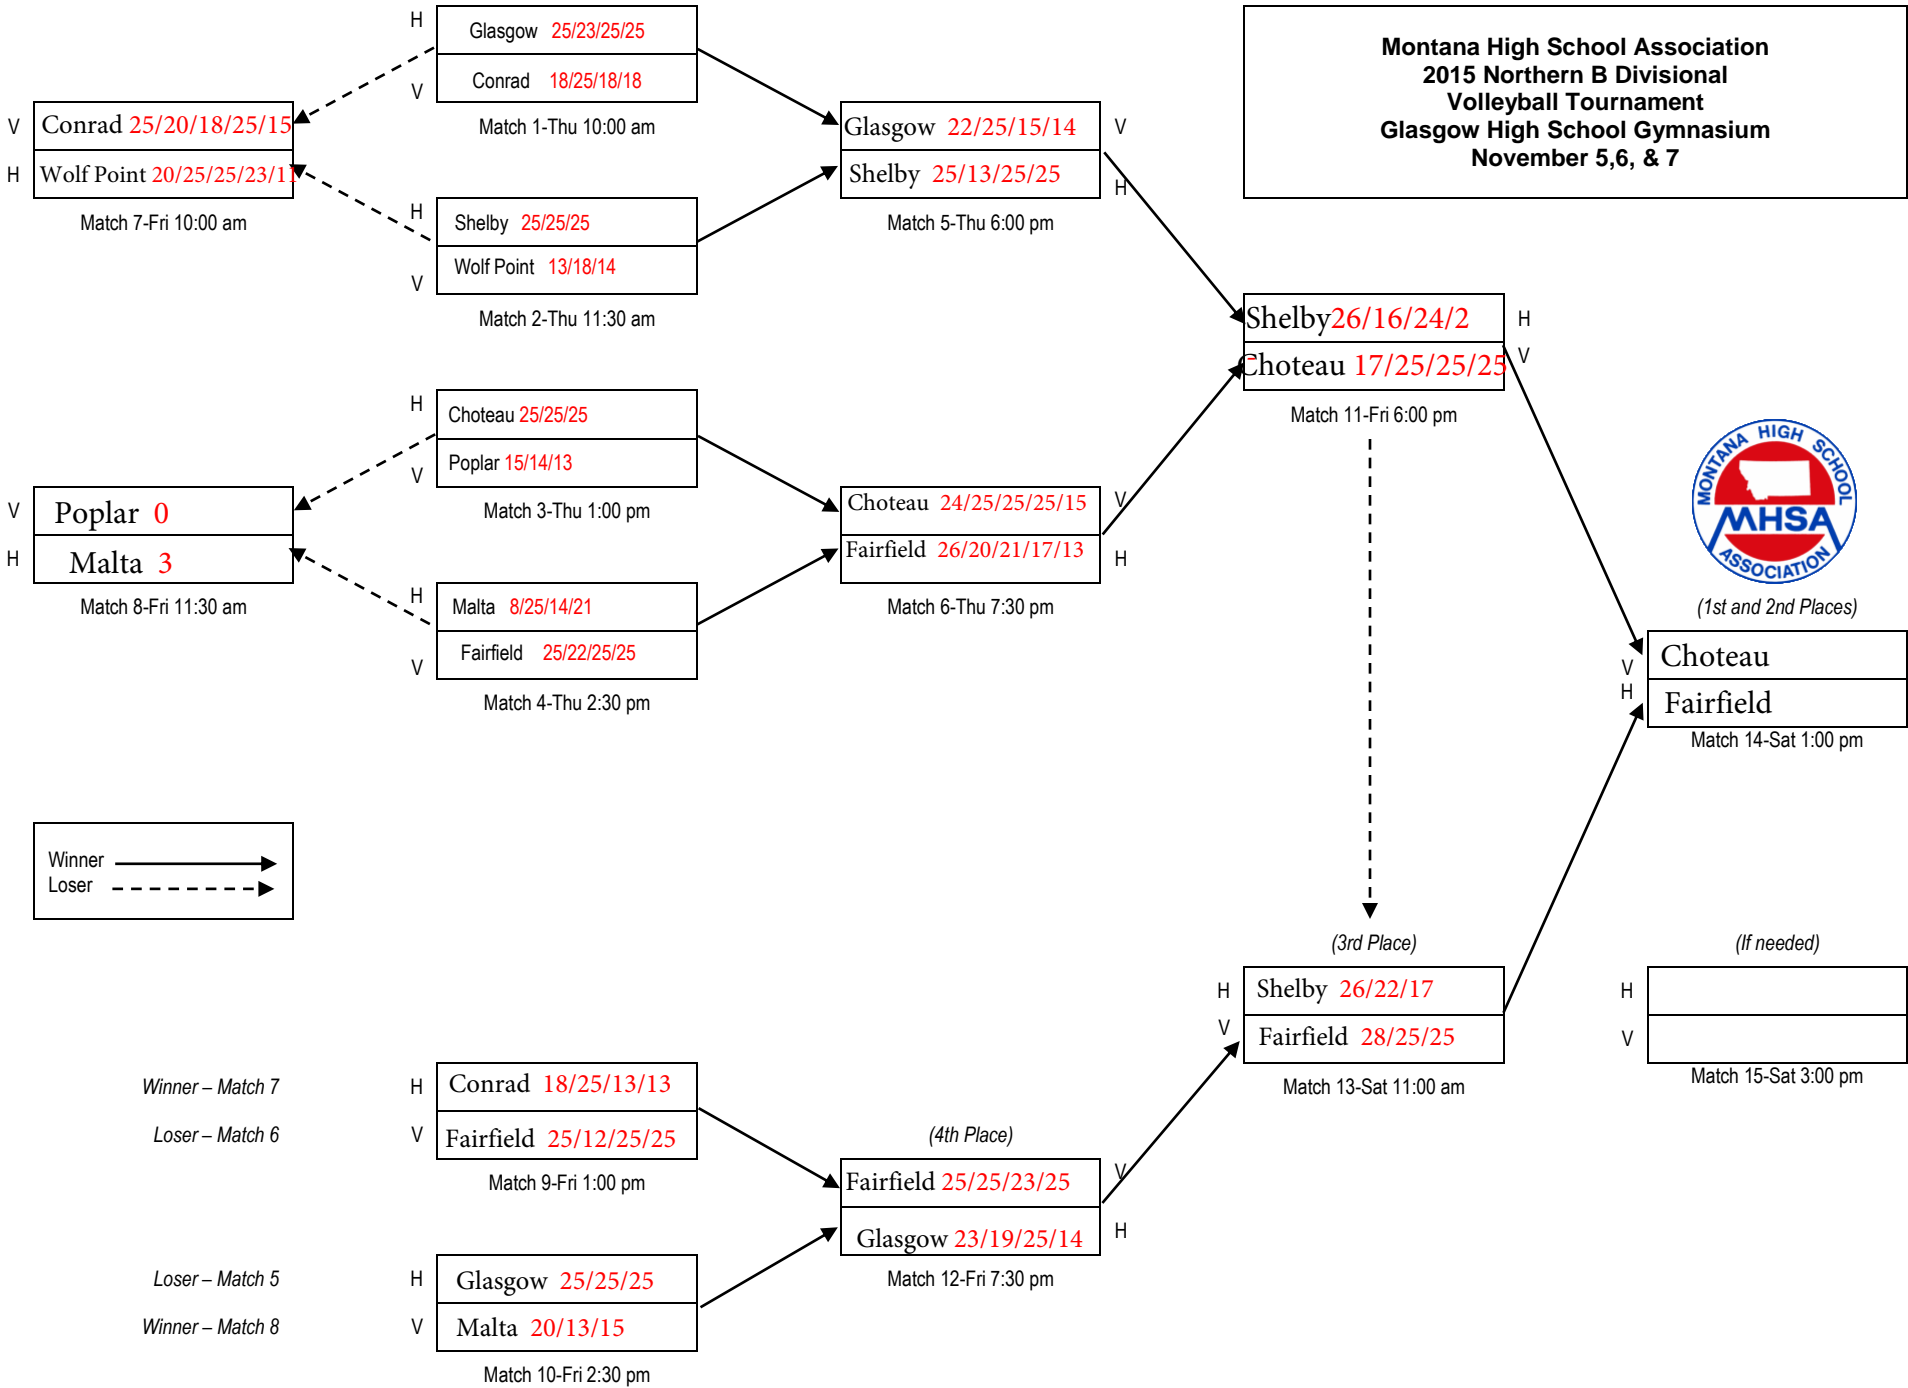 Montana High School Association
2015 Northern B Divisional
Volleyball Tournament
Glasgow High School Gymnasium
November 5,6, & 7
H
Glasgow 25/23/25/25
V
Conrad 18/25/18/18
Match 1-Thu 10:00 am
V
Conrad 25/20/18/25/15
H
Wolf Point 20/25/25/23/11
Match 7-Fri 10:00 am
H
Shelby 25/25/25
V
Wolf Point 13/18/14
Match 2-Thu 11:30 am
Glasgow 22/25/15/14
V
Shelby 25/13/25/25
H
Match 5-Thu 6:00 pm
Shelby26/16/24/2
H
Choteau 17/25/25/25
V
Match 11-Fri 6:00 pm
H
Choteau 25/25/25
V
Poplar 15/14/13
Match 3-Thu 1:00 pm
V
Poplar 0
H
Malta 3
Match 8-Fri 11:30 am
H
Malta 8/25/14/21
V
Fairfield 25/22/25/25
Match 4-Thu 2:30 pm
Choteau 24/25/25/25/15
V
Fairfield 26/20/21/17/13
H
Match 6-Thu 7:30 pm
MONTANA HIGH SCHOOL
MHSA
ASSOCIATION
(1st and 2nd Places)
V
Choteau
H
Fairfield
Match 14-Sat 1:00 pm
Winner
Loser
(3rd Place)
H
Shelby 26/22/17
V
Fairfield 28/25/25
Match 13-Sat 11:00 am
(If needed)
H
V
Match 15-Sat 3:00 pm
Winner – Match 7
H
Conrad 18/25/13/13
Loser – Match 6
V
Fairfield 25/12/25/25
Match 9-Fri 1:00 pm
(4th Place)
Fairfield 25/25/23/25
V
Glasgow 23/19/25/14
H
Match 12-Fri 7:30 pm
Loser – Match 5
H
Glasgow 25/25/25
Winner – Match 8
V
Malta 20/13/15
Match 10-Fri 2:30 pm